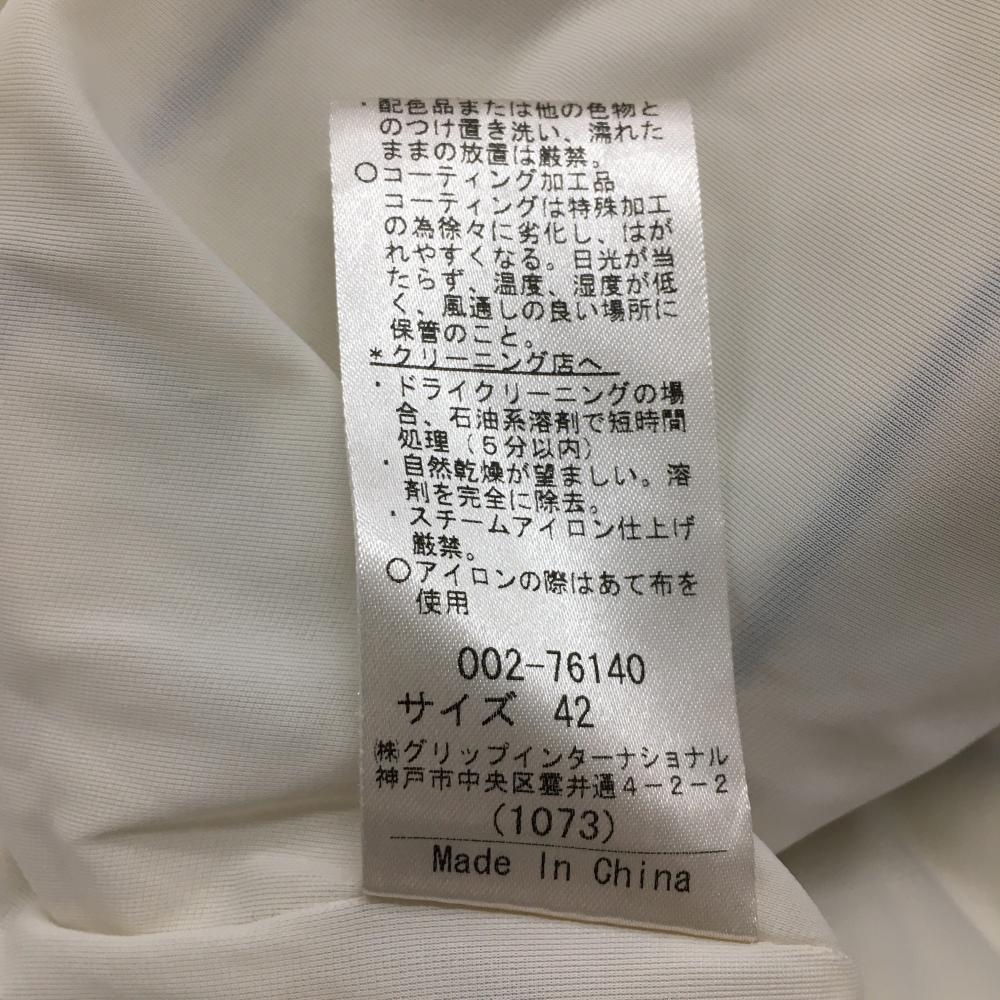 ・配色品または他の色物と
のつけ置き洗い、濡れた
ままの放置は厳禁。
○コーティング加工品
コーティングは特殊加工
の為徐々に劣化し、はが
れやすくなる。日光が当
たらず、温度、湿度が低
く、風通しの良い場所に
保管のこと。
*クリーニング店へ
・ドライクリーニングの場
合、石油系溶剤で短時間
処理(5分以内)
・自然乾燥が望ましい。溶
剤を完全に除去。
・スチームアイロン仕上げ
厳禁。
○アイロンの際はあて布を
使用
002-76140
サイズ 42
㈱グリップインターナショナル
神戸市中央区雲井通4-2-2
(1073)
Made In China